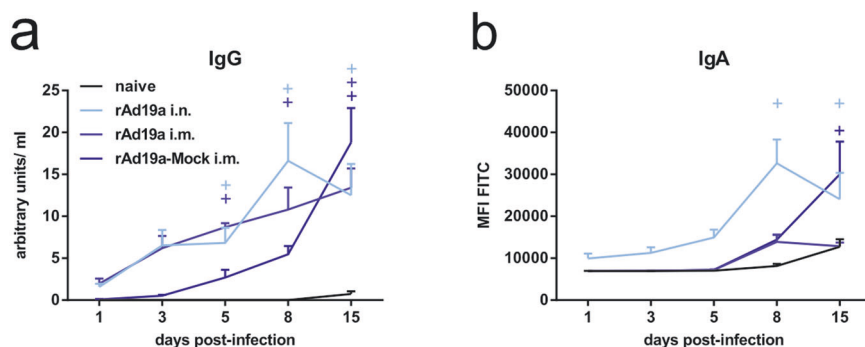 a
IgG
arbitrary units/ ml
25
20
15
10
5
0
naive
rAd19a i.n.
rAd19a i.m.
rAd19a-Mock i.m.
+
+
+
+
+
+
+
1
3
5
8
15
days post-infection
b
IgA
MFI FITC
50000
40000
30000
20000
10000
0
+
+
+
1
3
5
8
15
days post-infection